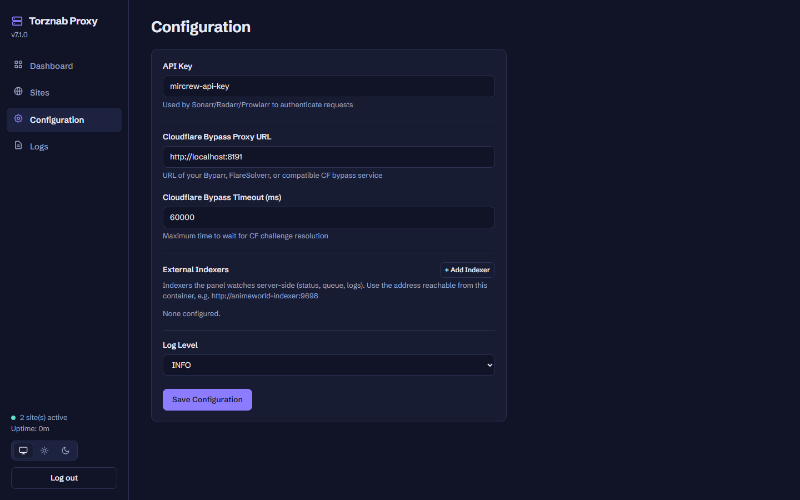 Torznab Proxy
v7.1.0
Dashboard
Sites
Configuration
Logs
2 site(s) active
Uptime: 0m
Log out
Configuration
API Key
mircrew-api-key
Used by Sonarr/Radarr/Prowlarr to authenticate requests
Cloudflare Bypass Proxy URL
http://localhost:8191
URL of your Byparr, FlareSolverr, or compatible CF bypass service
Cloudflare Bypass Timeout (ms)
60000
Maximum time to wait for CF challenge resolution
External Indexers
+ Add Indexer
Indexers the panel watches server-side (status, queue, logs). Use the address reachable from this
container, e.g. http://animeworld-indexer:9698
None configured.
Log Level
INFO
Save Configuration